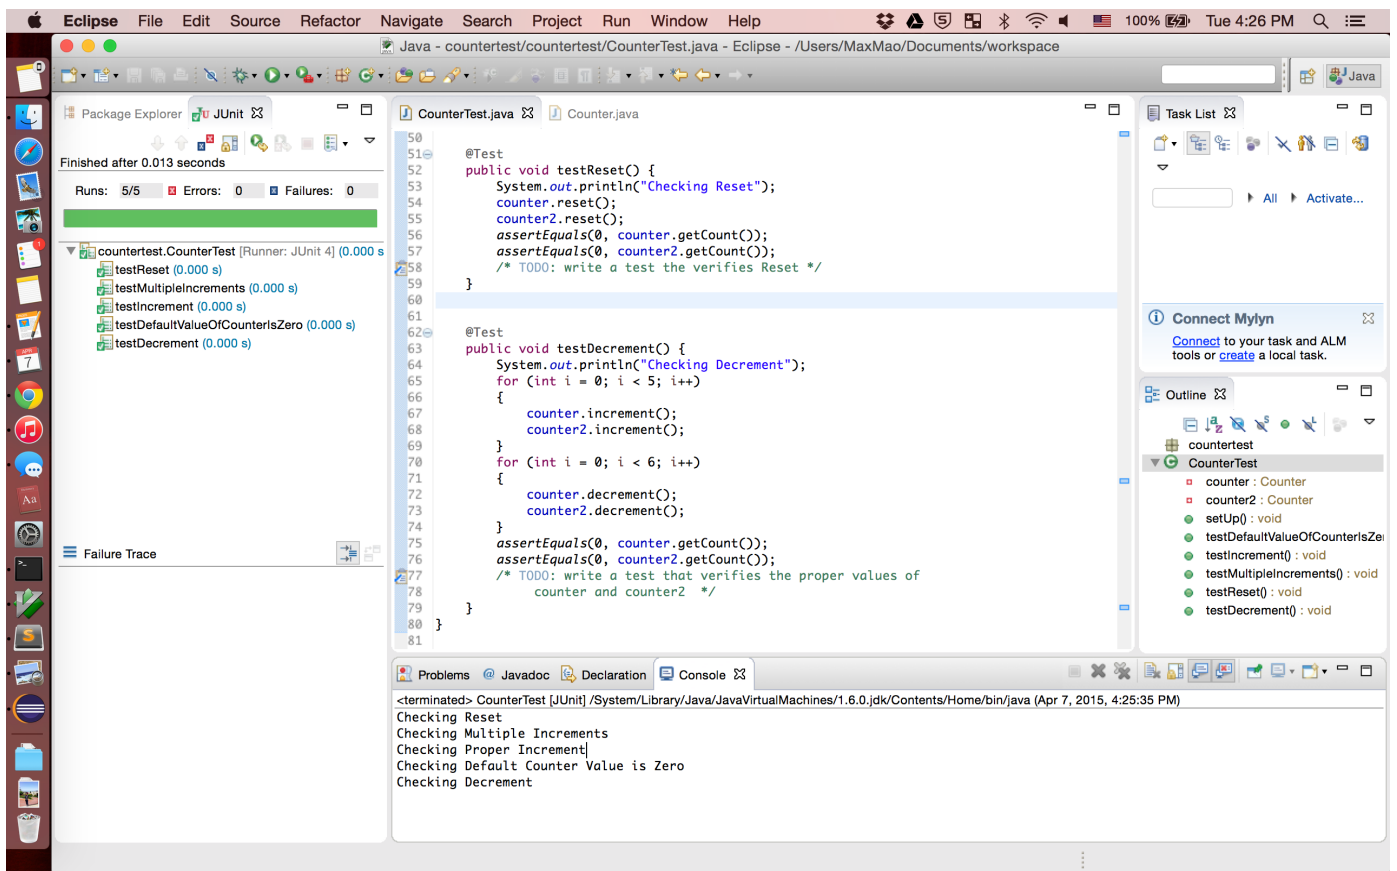 Eclipse File Edit Source Refactor Navigate Search Project Run Window Help 100% Tue 4:26 PM
Java - countertest/countertest/CounterTest.java - Eclipse - /Users/MaxMao/Documents/workspace
Java
Package Explorer JUnit
Finished after 0.013 seconds
Runs: 5/5 Errors: 0 Failures: 0
countertest.CounterTest [Runner: JUnit 4] (0.000 s
testReset (0.000 s)
testMultipleIncrements (0.000 s)
testIncrement (0.000 s)
testDefaultValueOfCounterIsZero (0.000 s)
testDecrement (0.000 s)
Failure Trace
CounterTest.java Counter.java
50
51 @Test
52 public void testReset() {
53 System.out.println("Checking Reset");
54 counter.reset();
55 counter2.reset();
56 assertEquals(0, counter.getCount());
57 assertEquals(0, counter2.getCount());
58 /* TODO: write a test the verifies Reset */
59 }
60
61
62 @Test
63 public void testDecrement() {
64 System.out.println("Checking Decrement");
65 for (int i = 0; i < 5; i++)
66 {
67 counter.increment();
68 counter2.increment();
69 }
70 for (int i = 0; i < 6; i++)
71 {
72 counter.decrement();
73 counter2.decrement();
74 }
75 assertEquals(0, counter.getCount());
76 assertEquals(0, counter2.getCount());
77 /* TODO: write a test that verifies the proper values of
78 counter and counter2 */
79 }
80 }
81
Task List
All Activate...
Connect Mylyn
Connect to your task and ALM
tools or create a local task.
Outline
countertest
CounterTest
counter : Counter
counter2 : Counter
setUp() : void
testDefaultValueOfCounterIsZe
testIncrement() : void
testMultipleIncrements() : void
testReset() : void
testDecrement() : void
Problems @ Javadoc Declaration Console
<terminated> CounterTest [JUnit] /System/Library/Java/JavaVirtualMachines/1.6.0.jdk/Contents/Home/bin/java (Apr 7, 2015, 4:25:35 PM)
Checking Reset
Checking Multiple Increments
Checking Proper Increment
Checking Default Counter Value is Zero
Checking Decrement